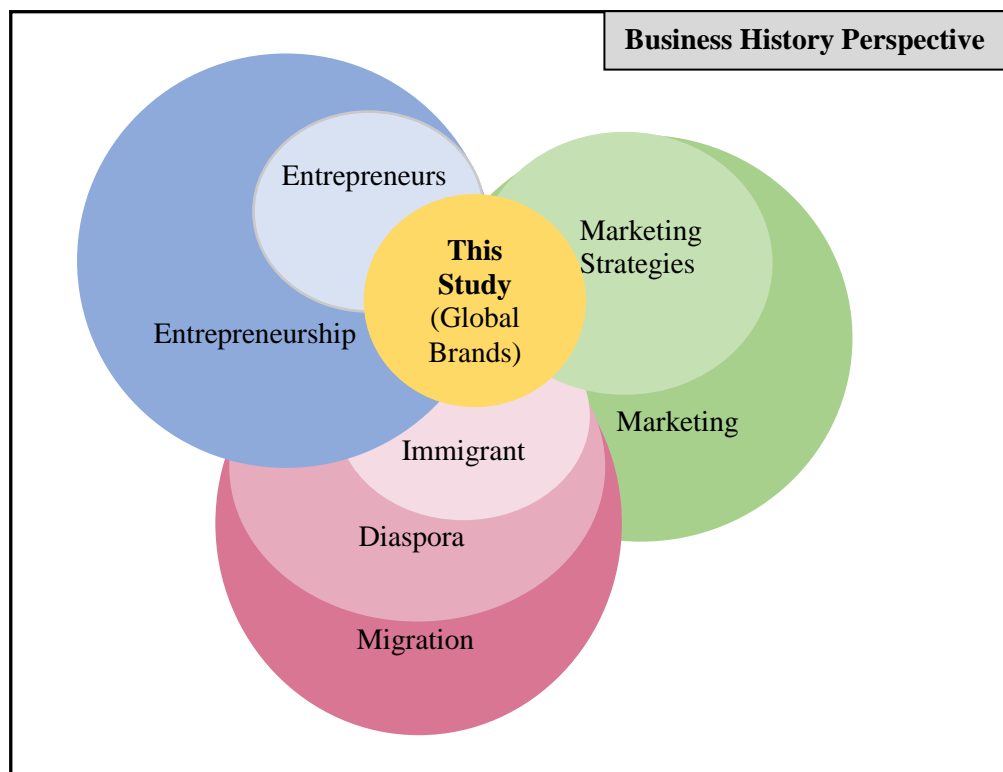 Business History Perspective
Entrepreneurs
This
Study
(Global
Brands)
Marketing
Strategies
Entrepreneurship
Marketing
Immigrant
Diaspora
Migration